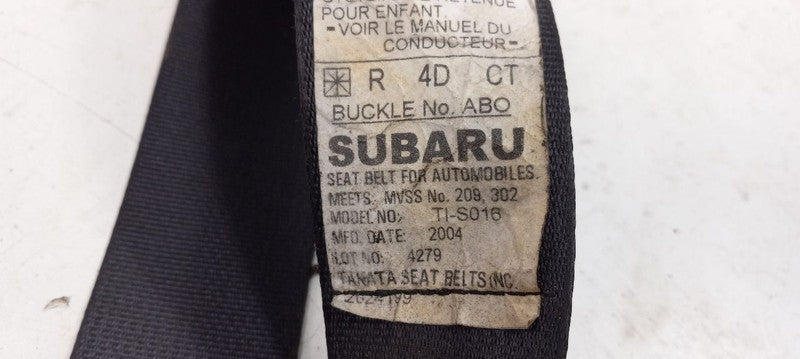 POUR ENFANT.
-VOIR LE MANUEL DU
CONDUCTEUR-
R 4D CT
BUCKLE No. ABO
SUBARU
SEAT BELT FOR AUTOMOBILES.
MEETS: MVSS No. 209, 302
MODEL NO: TI-S016
MFD. DATE: 2004
LOT NO: 4279
TAKATA SEAT BELTS INC.